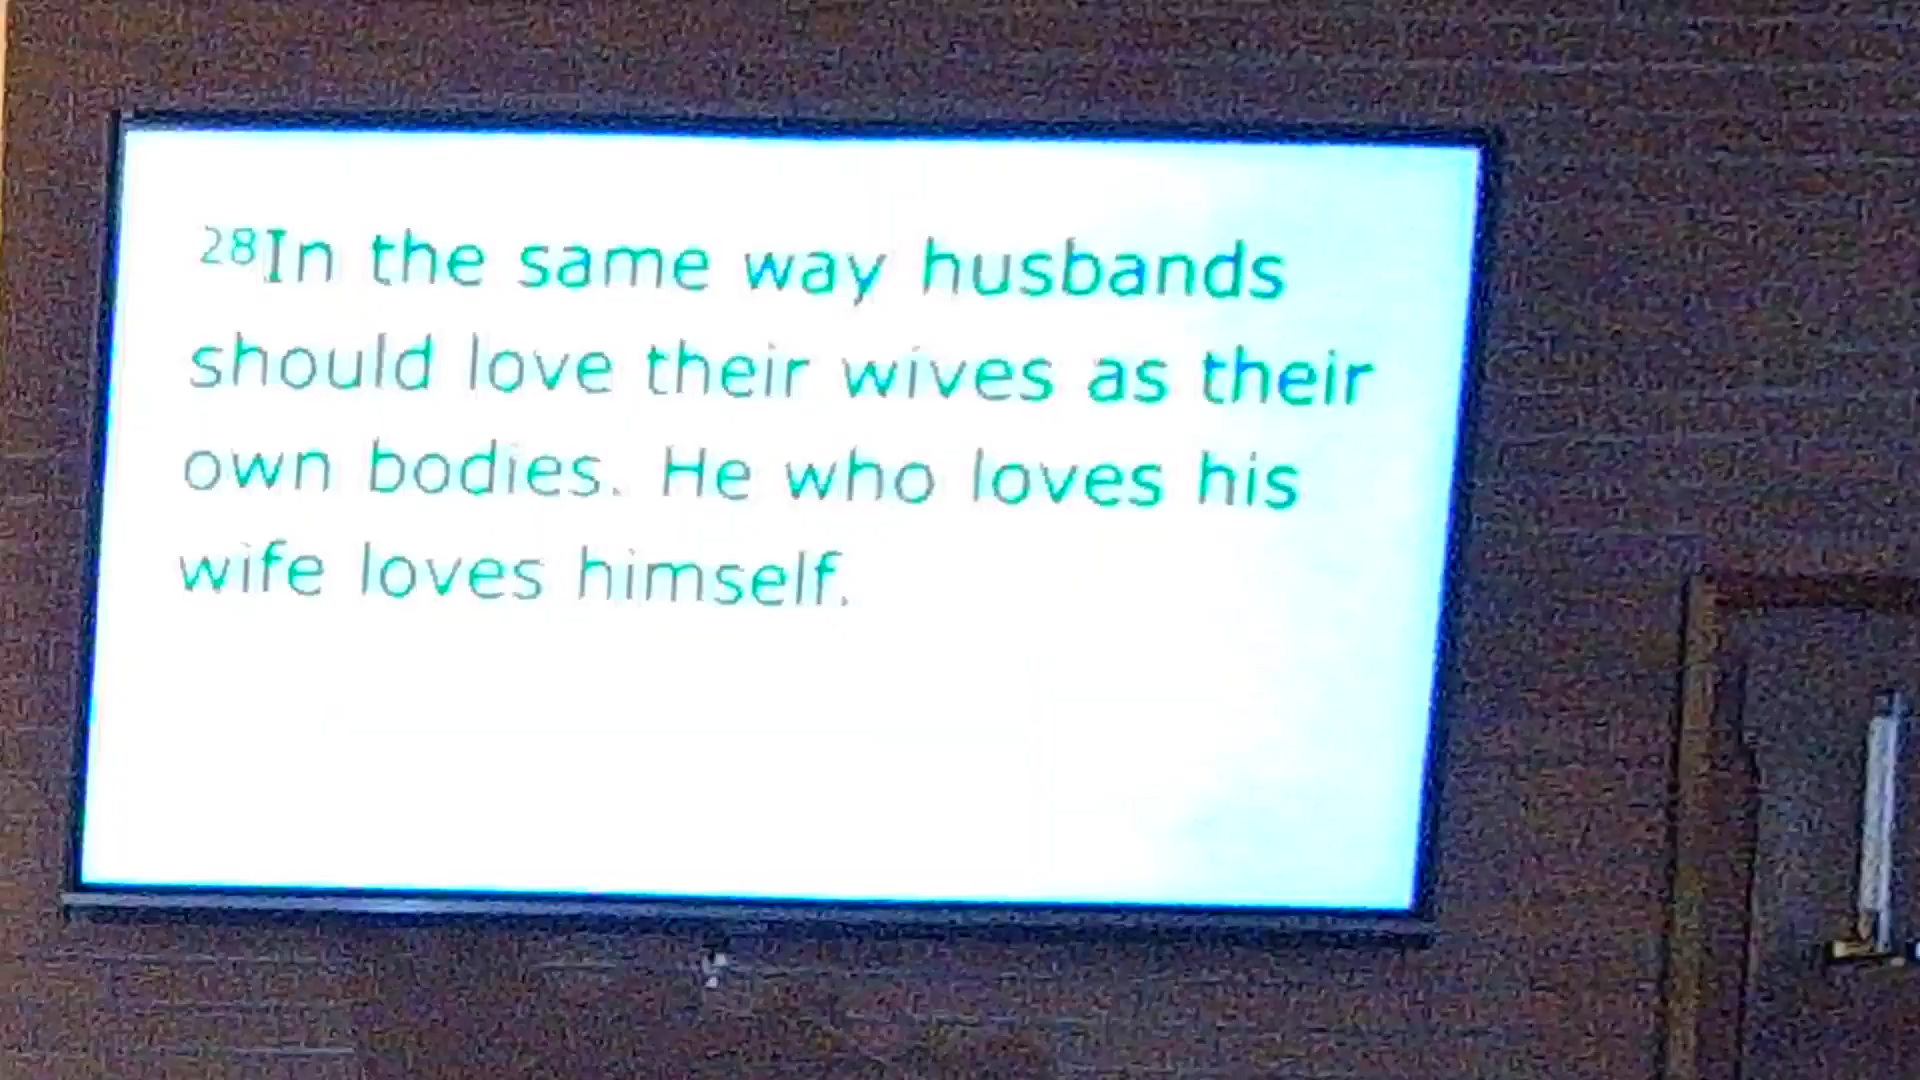 28In the same way husbands
should love their wives as their
own bodies. He who loves his
wife loves himself.